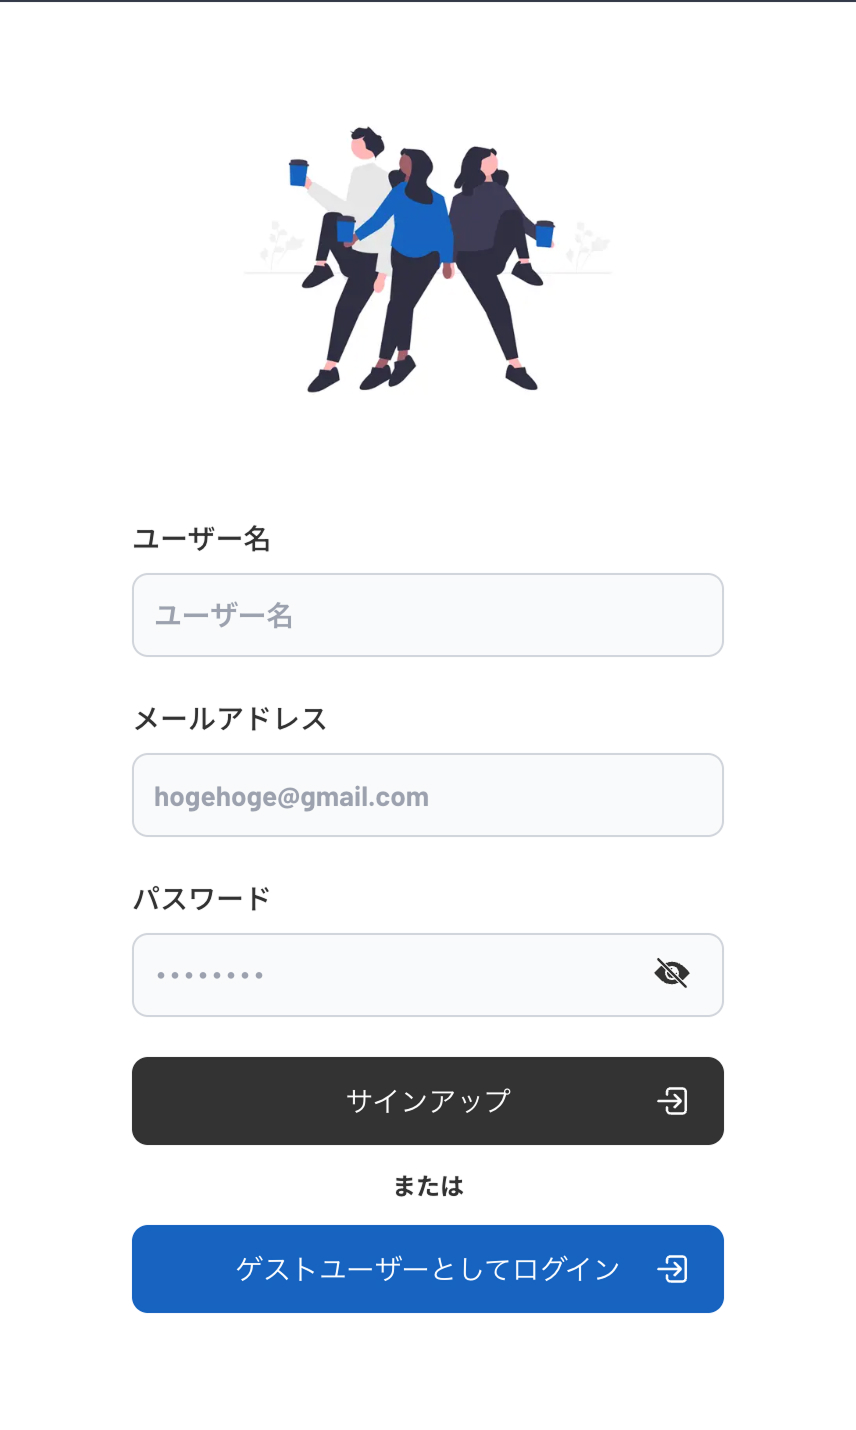 ユーザー名
ユーザー名
メールアドレス
hogehoge@gmail.com
パスワード
••••••••
サインアップ
または
ゲストユーザーとしてログイン